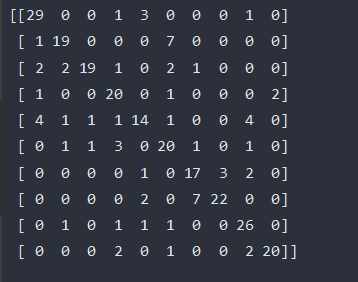 [[29 0 0 1 3 0 0 0 1 0]
[ 1 19 0 0 0 7 0 0 0 0]
[ 2 2 19 1 0 2 1 0 0 0]
[ 1 0 0 20 0 1 0 0 0 2]
[ 4 1 1 1 14 1 0 0 4 0]
[ 0 1 1 3 0 20 1 0 1 0]
[ 0 0 0 0 1 0 17 3 2 0]
[ 0 0 0 0 2 0 7 22 0 0]
[ 0 1 0 1 1 1 0 0 26 0]
[ 0 0 0 2 0 1 0 0 2 20]]